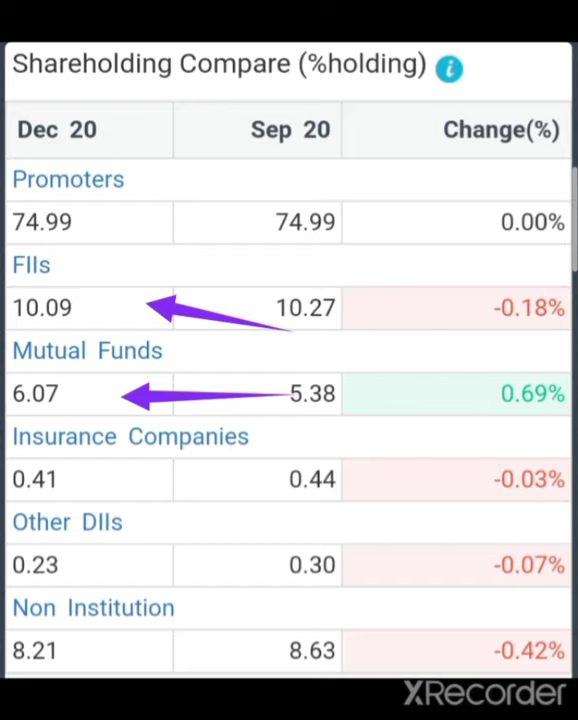 Shareholding Compare (%holding) i
Dec 20 Sep 20 Change(%)
Promoters
74.99 74.99 0.00%
FIIs
10.09 10.27 -0.18%
Mutual Funds
6.07 5.38 0.69%
Insurance Companies
0.41 0.44 -0.03%
Other DIIs
0.23 0.30 -0.07%
Non Institution
8.21 8.63 -0.42%
XRecorder